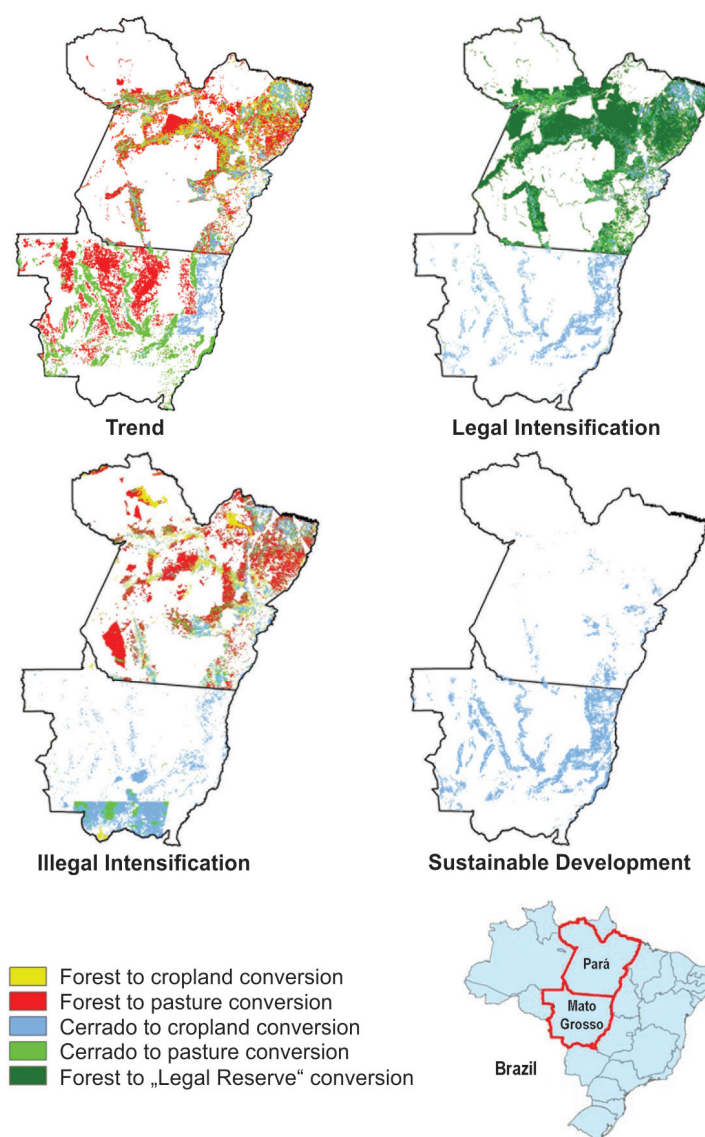 Trend
Legal Intensification
Illegal Intensification
Sustainable Development
Forest to cropland conversion
Forest to pasture conversion
Cerrado to cropland conversion
Cerrado to pasture conversion
Forest to „Legal Reserve“ conversion
Pará
Mato
Grosso
Brazil